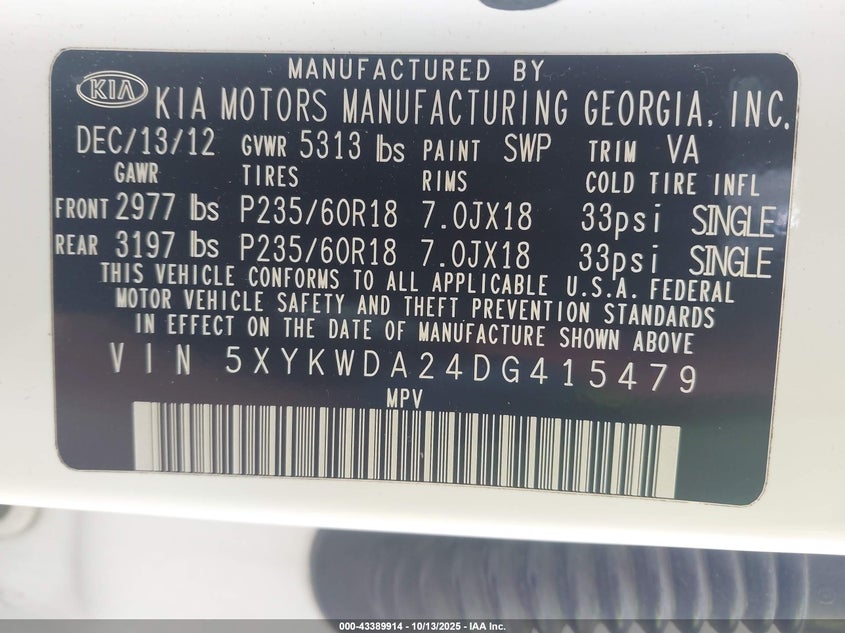 MANUFACTURED BY
KIA KIA MOTORS MANUFACTURING GEORGIA, INC.
DEC/13/12 GVWR 5313 lbs PAINT SWP TRIM VA
GAWR TIRES RIMS COLD TIRE INFL
FRONT 2977 lbs P235/60R18 7.0JX18 33psi SINGLE
REAR 3197 lbs P235/60R18 7.0JX18 33psi SINGLE
THIS VEHICLE CONFORMS TO ALL APPLICABLE U.S.A. FEDERAL
MOTOR VEHICLE SAFETY AND THEFT PREVENTION STANDARDS
IN EFFECT ON THE DATE OF MANUFACTURE SHOWN ABOVE
VIN 5XYKWDA24DG415479
MPV
000-43389914 - 10/13/2025 - IAA Inc.